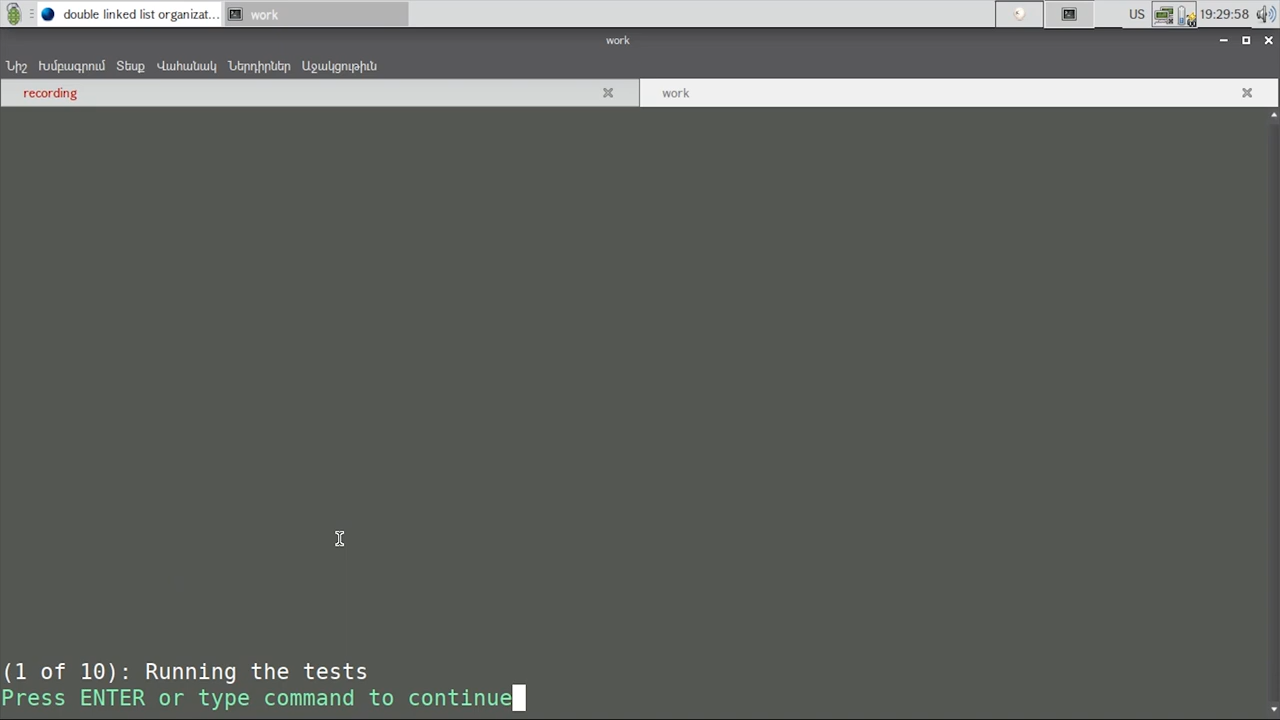 double linked list organizat...
work
US
19:29:58
work
Նիշ Խմբագրում Տեսք Վահանակ Ներդիրներ Աջակցութիւն
recording
work
(1 of 10): Running the tests
Press ENTER or type command to continue